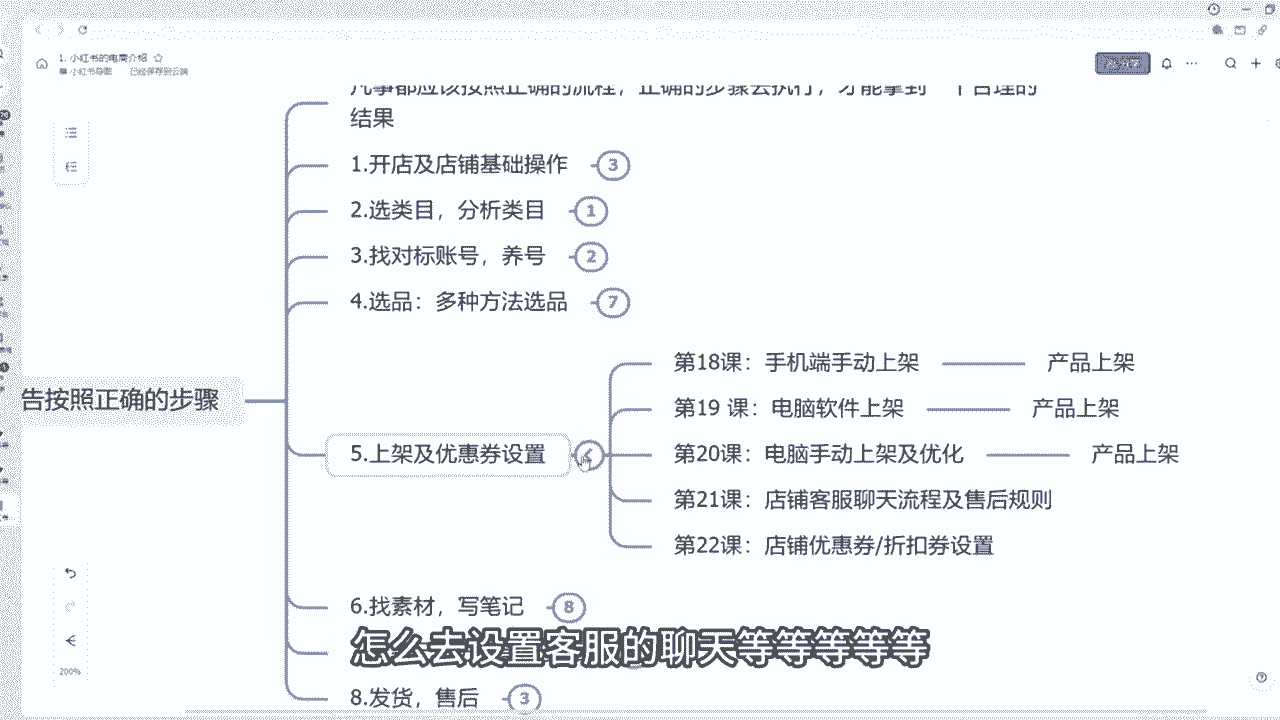 1. 小红书的电商介绍
小红书导航 已经保存到云端
凡事都应该按照正确的流程，正确的步骤去执行，才能拿到一个合理的
结果
1.开店及店铺基础操作 3
2.选类目，分析类目 1
3.找对标账号，养号 2
4.选品：多种方法选品 7
告按照正确的步骤
5.上架及优惠券设置
第18课：手机端手动上架 产品上架
第19 课：电脑软件上架 产品上架
第20课：电脑手动上架及优化 产品上架
第21课：店铺客服聊天流程及售后规则
第22课：店铺优惠券/折扣券设置
6.找素材，写笔记 8
怎么去设置客服的聊天等等等等等
8.发货，售后 3
200%